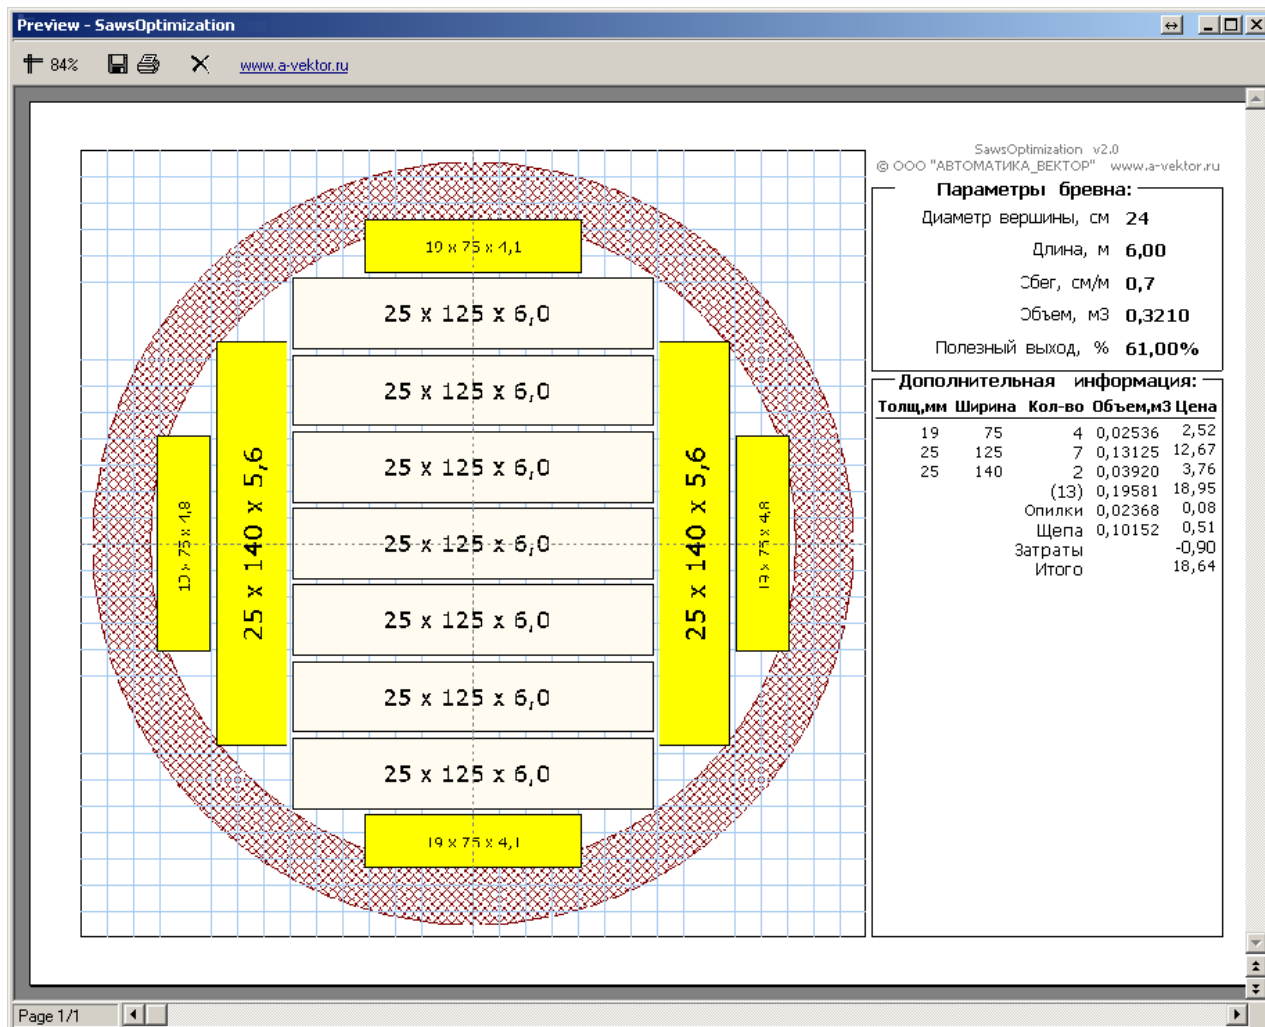 Preview - SawsOptimization
84%
www.a-vektor.ru
SawsOptimization v2.0
© ООО "АВТОМАТИКА_ВЕКТОР" www.a-vektor.ru
Параметры бревна:
Диаметр вершины, см 24
Длина, м 6,00
Сбег, см/м 0,7
Объем, м3 0,3210
Полезный выход, % 61,00%
Дополнительная информация:
Толщ,мм Ширина Кол-во Объем,м3 Цена
19 75 4 0,02536 2,52
25 125 7 0,13125 12,67
25 140 2 0,03920 3,76
(13) 0,19581 18,95
Опилки 0,02368 0,08
Щепа 0,10152 0,51
Затраты -0,90
Итого 18,64
19 x 75 x 4,1
25 x 125 x 6,0
25 x 125 x 6,0
25 x 125 x 6,0
25 x 125 x 6,0
25 x 125 x 6,0
25 x 125 x 6,0
25 x 125 x 6,0
19 x 75 x 4,1
19 x 75 x 4,8
25 x 140 x 5,6
25 x 140 x 5,6
19 x 75 x 4,8
Page 1/1